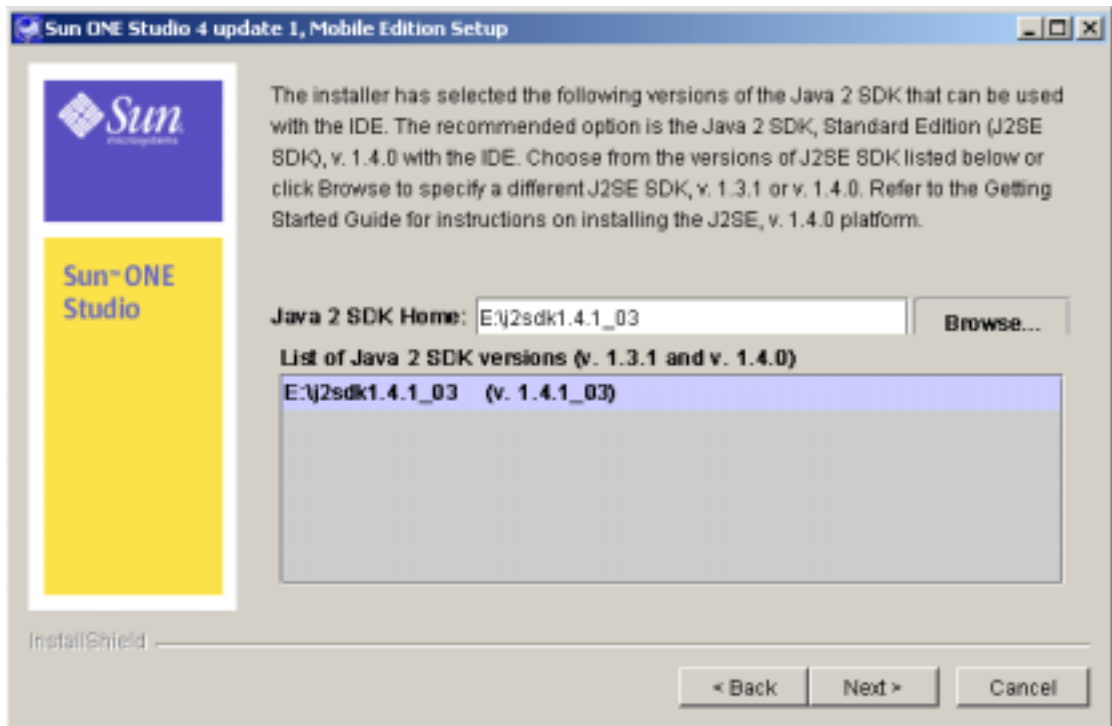 Sun ONE Studio 4 update 1, Mobile Edition Setup
Sun
microsystems
Sun™ ONE
Studio
The installer has selected the following versions of the Java 2 SDK that can be used
with the IDE. The recommended option is the Java 2 SDK, Standard Edition (J2SE
SDK), v. 1.4.0 with the IDE. Choose from the versions of J2SE SDK listed below or
click Browse to specify a different J2SE SDK, v. 1.3.1 or v. 1.4.0. Refer to the Getting
Started Guide for instructions on installing the J2SE, v. 1.4.0 platform.
Java 2 SDK Home: E:\j2sdk1.4.1_03 Browse...
List of Java 2 SDK versions (v. 1.3.1 and v. 1.4.0)
E:\j2sdk1.4.1_03 (v. 1.4.1_03)
InstallShield
< Back Next > Cancel